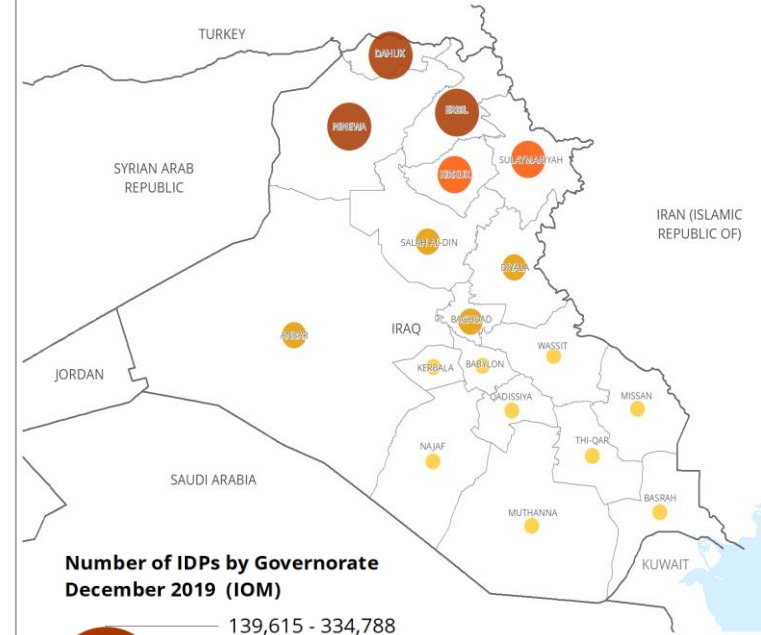 TURKEY
DAHUK
ERBIL
NINEWA
SULAYMANIYAH
KIRKUK
SYRIAN ARAB
REPUBLIC
IRAN (ISLAMIC
REPUBLIC OF)
SALAH AL-DIN
DIYALA
BAGHDAD
IRAQ
ANBAR
WASSIT
KERBALA
BABYLON
JORDAN
QADISSIYA
MISSAN
NAJAF
THI-QAR
SAUDI ARABIA
BASRAH
MUTHANNA
KUWAIT
Number of IDPs by Governorate
December 2019 (IOM)
139,615 - 334,788